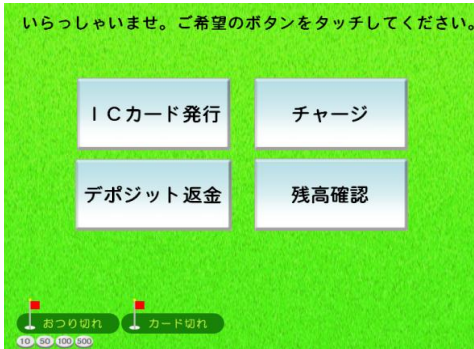 いらっしゃいませ。ご希望のボタンをタッチしてください。
ＩＣカード発行
チャージ
デポジット返金
残高確認
おつり切れ
カード切れ
10 50 100 500